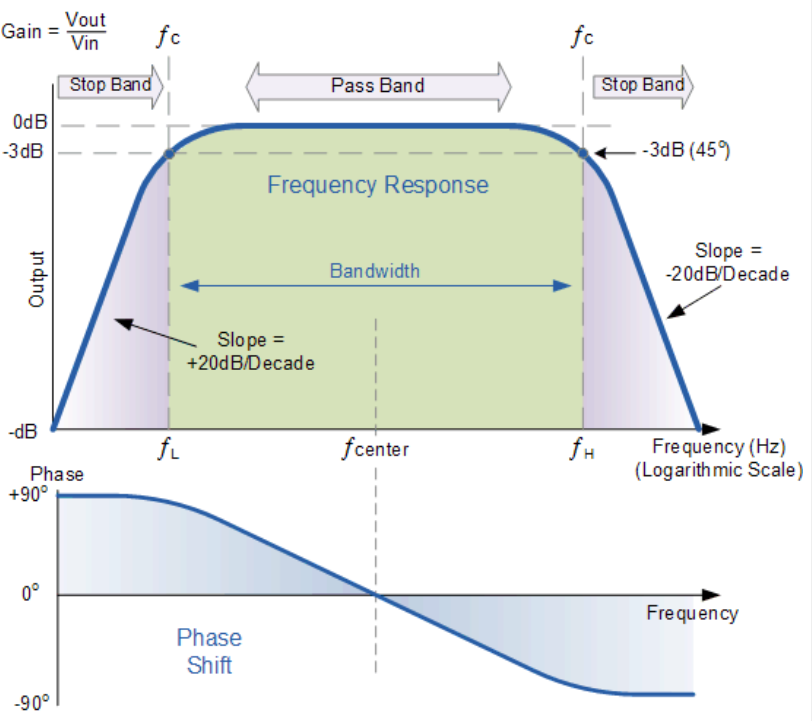 Gain = Vout
Vin
fc
fc
Stop Band
Pass Band
Stop Band
0dB
-3dB
-3dB (45°)
Frequency Response
Slope =
-20dB/Decade
Bandwidth
Output
Slope =
+20dB/Decade
-dB
fL
fcenter
fH
Frequency (Hz)
(Logarithmic Scale)
Phase
+90°
0°
Frequency
Phase
Shift
-90°